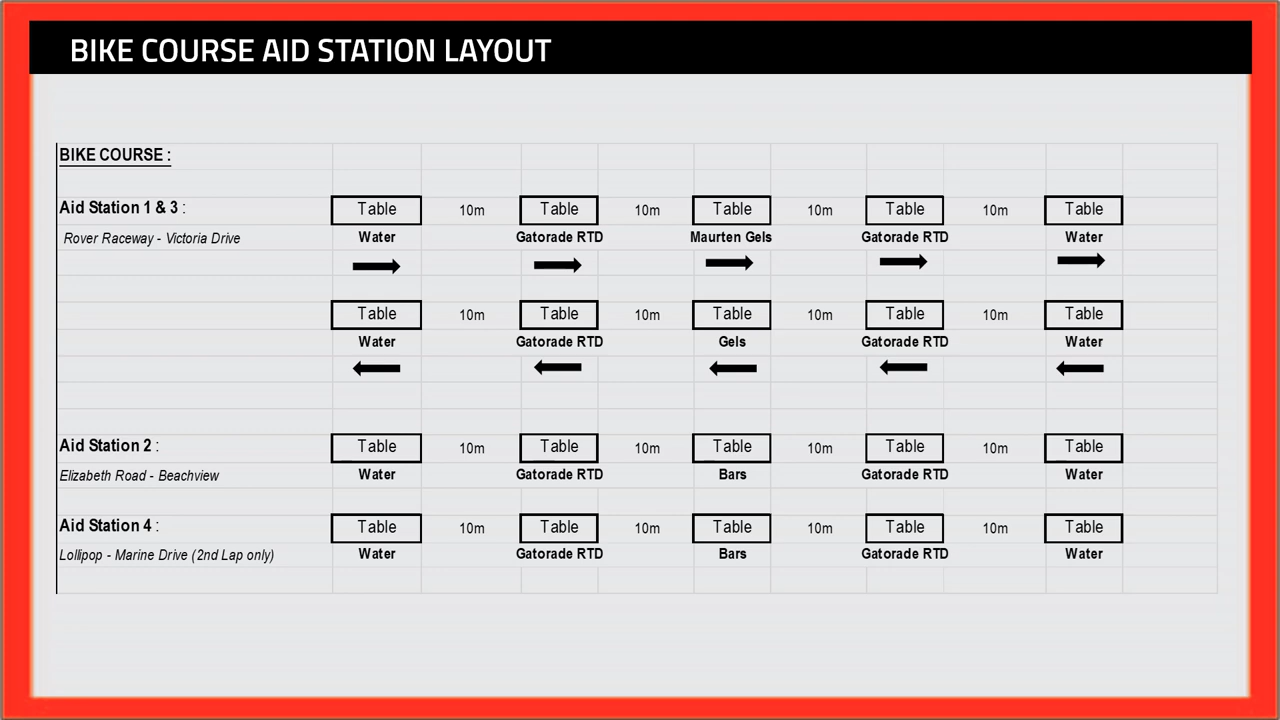 BIKE COURSE AID STATION LAYOUT
BIKE COURSE :
Aid Station 1 & 3 : Table 10m Table 10m Table 10m Table 10m Table
Rover Raceway - Victoria Drive Water Gatorade RTD Maurten Gels Gatorade RTD Water
Table 10m Table 10m Table 10m Table 10m Table
Water Gatorade RTD Gels Gatorade RTD Water
Aid Station 2 : Table 10m Table 10m Table 10m Table 10m Table
Elizabeth Road - Beachview Water Gatorade RTD Bars Gatorade RTD Water
Aid Station 4 : Table 10m Table 10m Table 10m Table 10m Table
Lollipop - Marine Drive (2nd Lap only) Water Gatorade RTD Bars Gatorade RTD Water